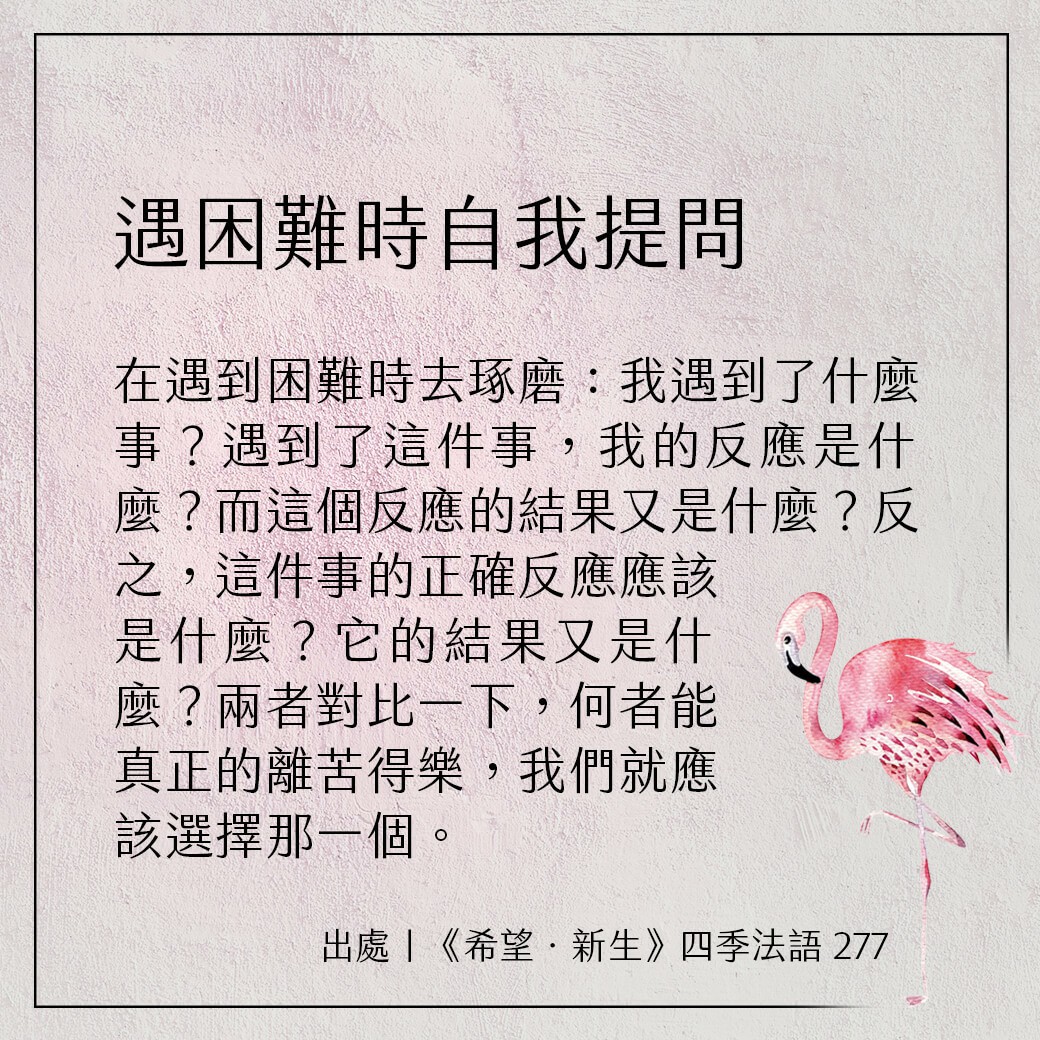 遇困難時自我提問
在遇到困難時去琢磨：我遇到了什麼
事？遇到了這件事，我的反應是什
麼？而這個反應的結果又是什麼？反
之，這件事的正確反應應該
是什麼？它的結果又是什
麼？兩者對比一下，何者能
真正的離苦得樂，我們就應
該選擇那一個。
出處｜《希望．新生》四季法語 277